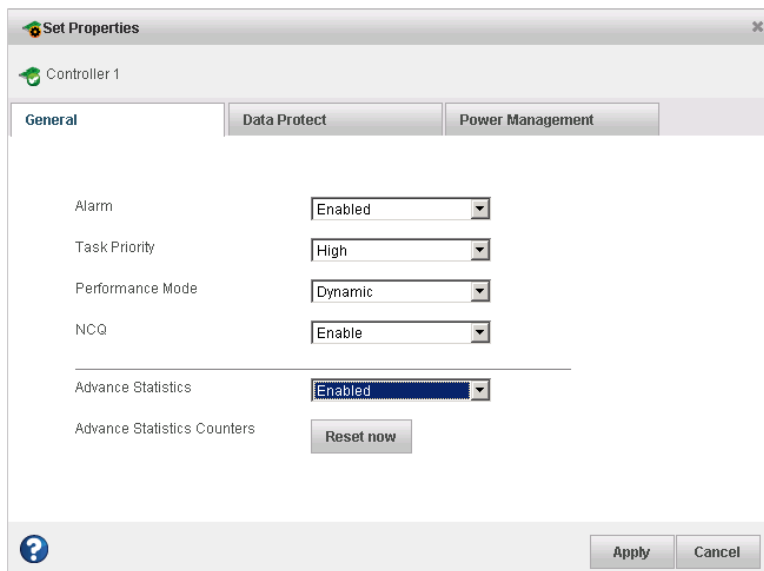 Set Properties
Controller 1
General Data Protect Power Management
Alarm Enabled
Task Priority High
Performance Mode Dynamic
NCQ Enable
Advance Statistics Enabled
Advance Statistics Counters Reset now
Apply Cancel